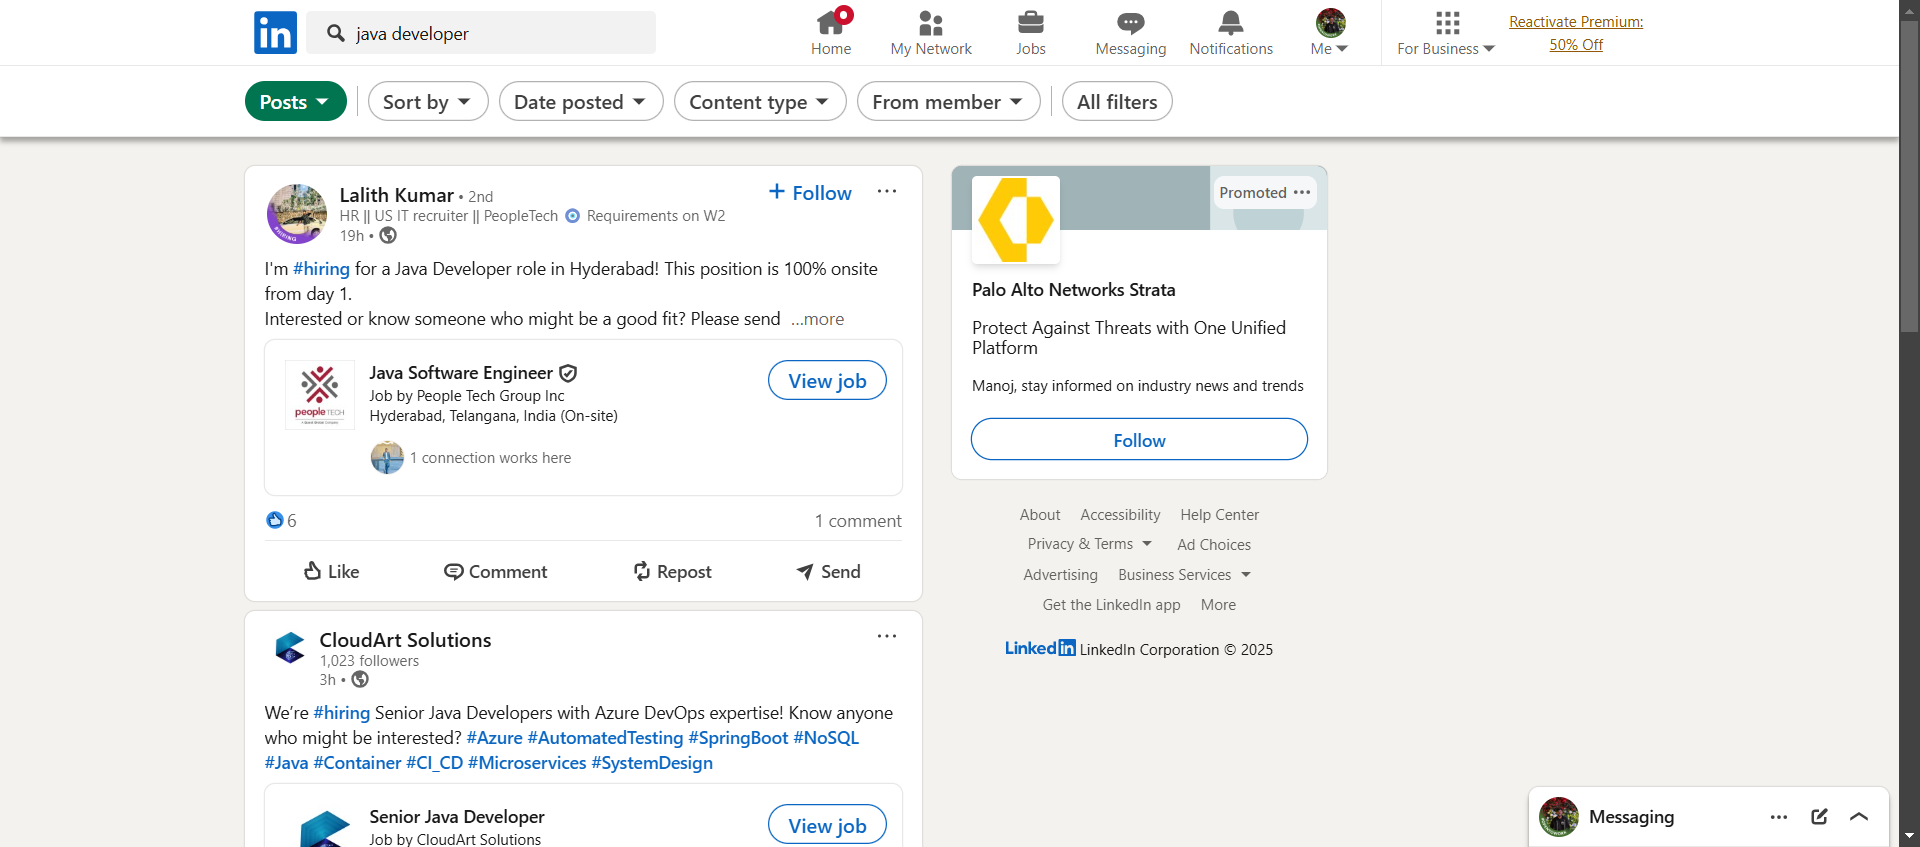 in
java developer
Home
My Network
Jobs
Messaging
Notifications
Me
For Business
Reactivate Premium:
50% Off
Posts
Sort by
Date posted
Content type
From member
All filters
Lalith Kumar • 2nd
HR || US IT recruiter || PeopleTech Requirements on W2
19h •
+ Follow
#HIRING
I'm #hiring for a Java Developer role in Hyderabad! This position is 100% onsite
from day 1.
Interested or know someone who might be a good fit? Please send ...more
people TECH
Java Software Engineer
Job by People Tech Group Inc
Hyderabad, Telangana, India (On-site)
View job
1 connection works here
6
1 comment
Like
Comment
Repost
Send
CloudArt Solutions
1,023 followers
3h •
We're #hiring Senior Java Developers with Azure DevOps expertise! Know anyone
who might be interested? #Azure #AutomatedTesting #SpringBoot #NoSQL
#Java #Container #CI_CD #Microservices #SystemDesign
Senior Java Developer
Job by CloudArt Solutions
View job
Promoted
Palo Alto Networks Strata
Protect Against Threats with One Unified
Platform
Manoj, stay informed on industry news and trends
Follow
About Accessibility Help Center
Privacy & Terms Ad Choices
Advertising Business Services
Get the LinkedIn app More
LinkedIn LinkedIn Corporation © 2025
Messaging